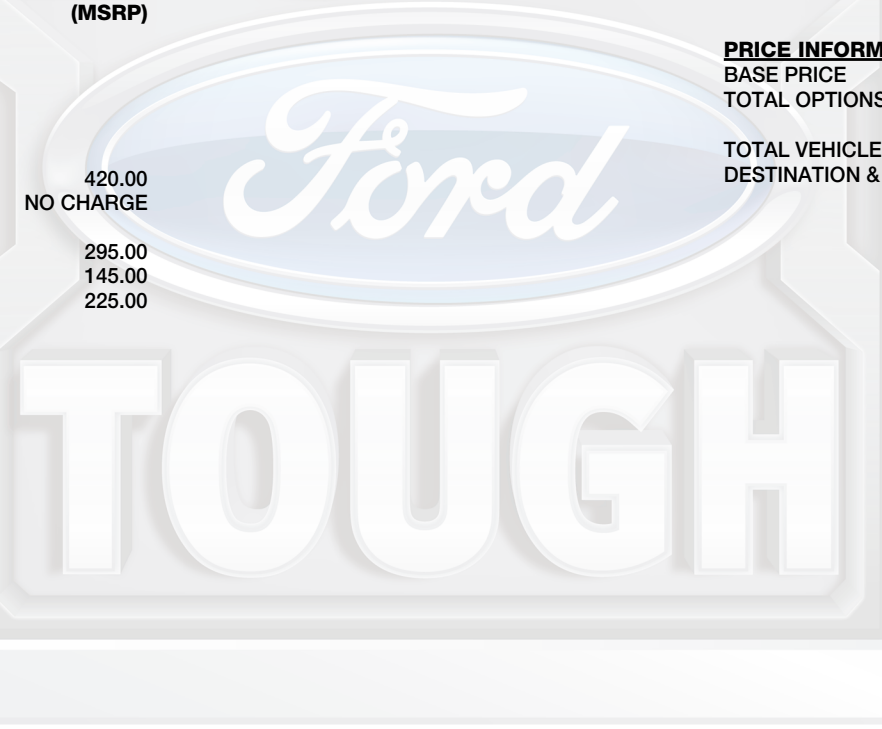 (MSRP)
420.00
NO CHARGE
295.00
145.00
225.00
PRICE INFORM
BASE PRICE
TOTAL OPTIONS
TOTAL VEHICLE
DESTINATION &
Ford
TOUGH